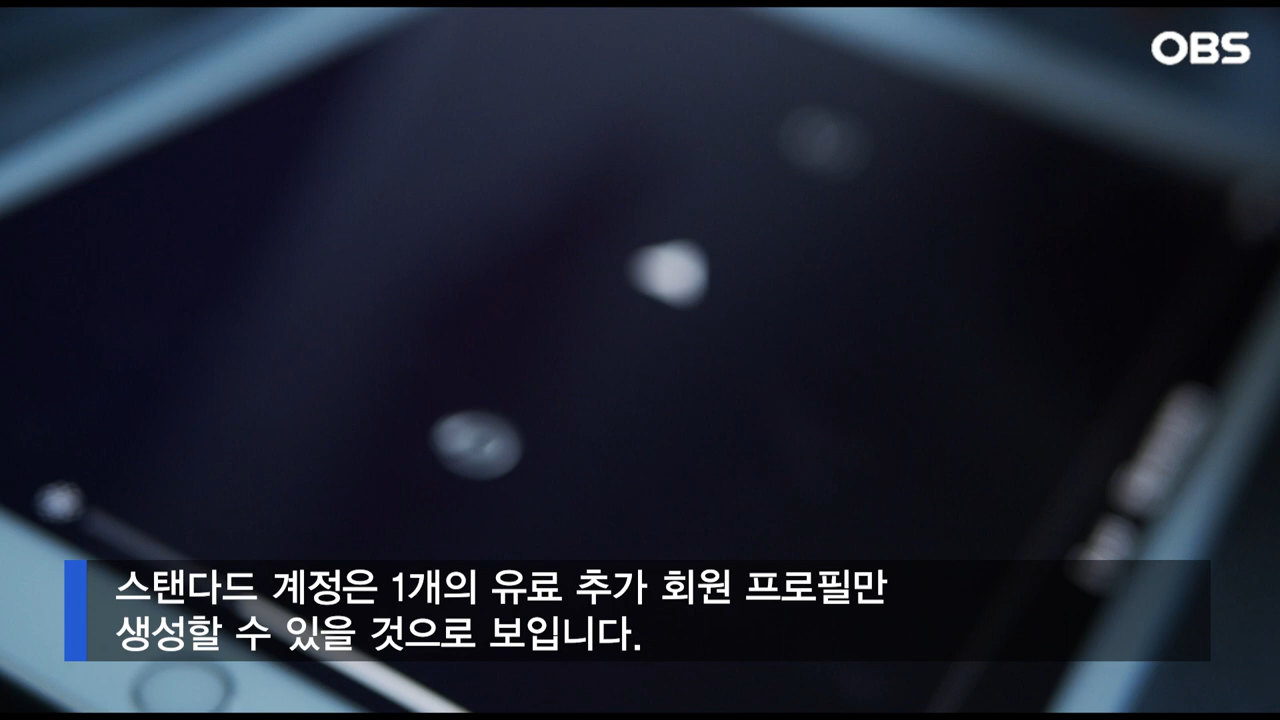 OBS
스탠다드 계정은 1개의 유료 추가 회원 프로필만
생성할 수 있을 것으로 보입니다.